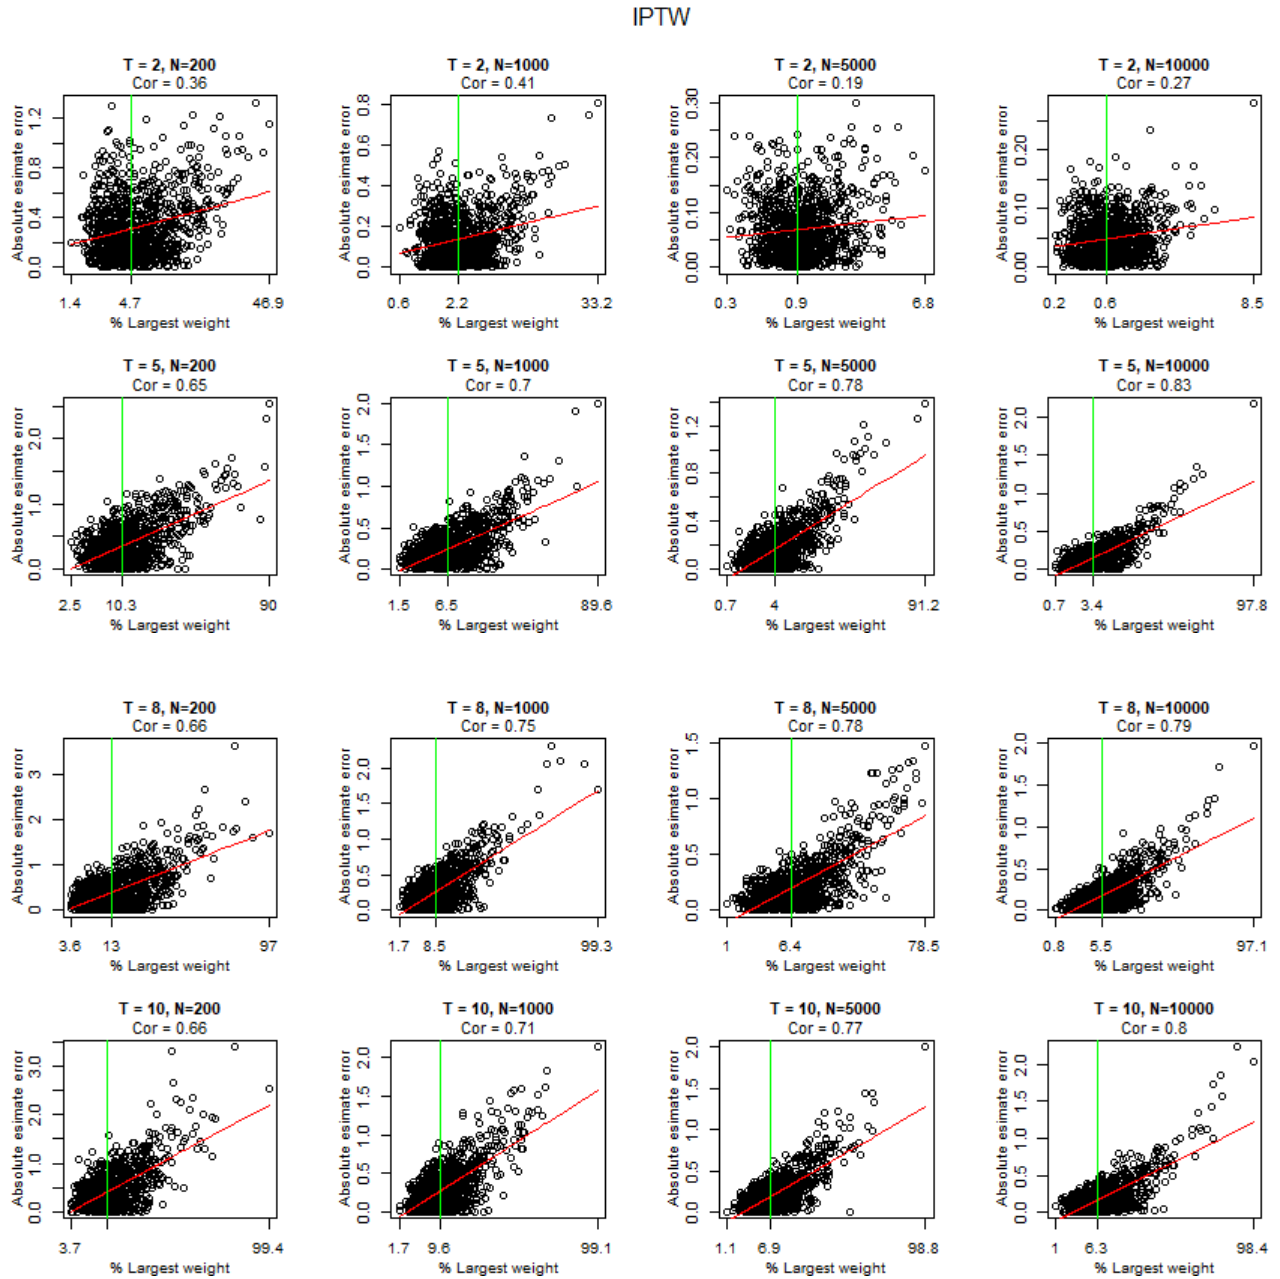 IPTW
T = 2, N=200
Cor = 0.36
Absolute esimate error
0.0 0.4 0.8 1.2
1.4 4.7 46.9
% Largest weight
T = 2, N=1000
Cor = 0.41
Absolute esimate error
0.0 0.2 0.4 0.6 0.8
0.6 2.2 33.2
% Largest weight
T = 2, N=5000
Cor = 0.19
Absolute esimate error
0.00 0.10 0.20 0.30
0.3 0.9 6.8
% Largest weight
T = 2, N=10000
Cor = 0.27
Absolute esimate error
0.00 0.10 0.20
0.2 0.6 8.5
% Largest weight
T = 5, N=200
Cor = 0.65
Absolute esimate error
0.0 1.0 2.0
2.5 10.3 90
% Largest weight
T = 5, N=1000
Cor = 0.7
Absolute esimate error
0.0 0.5 1.0 1.5 2.0
1.5 6.5 89.6
% Largest weight
T = 5, N=5000
Cor = 0.78
Absolute esimate error
0.0 0.4 0.8 1.2
0.7 4 91.2
% Largest weight
T = 5, N=10000
Cor = 0.83
Absolute esimate error
0.0 0.5 1.0 1.5 2.0
0.7 3.4 97.8
% Largest weight
T = 8, N=200
Cor = 0.66
Absolute esimate error
0 1 2 3
3.6 13 97
% Largest weight
T = 8, N=1000
Cor = 0.75
Absolute esimate error
0.0 0.5 1.0 1.5 2.0
1.7 8.5 99.3
% Largest weight
T = 8, N=5000
Cor = 0.78
Absolute esimate error
0.0 0.5 1.0 1.5
1 6.4 78.5
% Largest weight
T = 8, N=10000
Cor = 0.79
Absolute esimate error
0.0 0.5 1.0 1.5 2.0
0.8 5.5 97.1
% Largest weight
T = 10, N=200
Cor = 0.66
Absolute esimate error
0.0 1.0 2.0 3.0
3.7 99.4
% Largest weight
T = 10, N=1000
Cor = 0.71
Absolute esimate error
0.0 0.5 1.0 1.5 2.0
1.7 9.6 99.1
% Largest weight
T = 10, N=5000
Cor = 0.77
Absolute esimate error
0.0 0.5 1.0 1.5 2.0
1.1 6.9 98.8
% Largest weight
T = 10, N=10000
Cor = 0.8
Absolute esimate error
0.0 0.5 1.0 1.5 2.0
1 6.3 98.4
% Largest weight